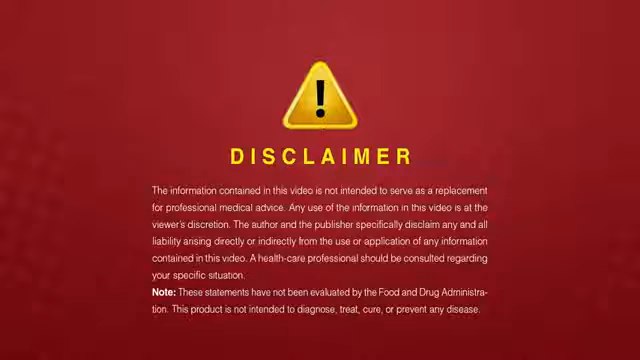 DISCLAIMER
The information contained in this video is not intended to serve as a replacement
for professional medical advice. Any use of the information in this video is at the
viewer's discretion. The author and the publisher specifically disclaim any and all
liability arising directly or indirectly from the use or application of any information
contained in this video. A health-care professional should be consulted regarding
your specific situation.
Note: These statements have not been evaluated by the Food and Drug Administra-
tion. This product is not intended to diagnose, treat, cure, or prevent any disease.